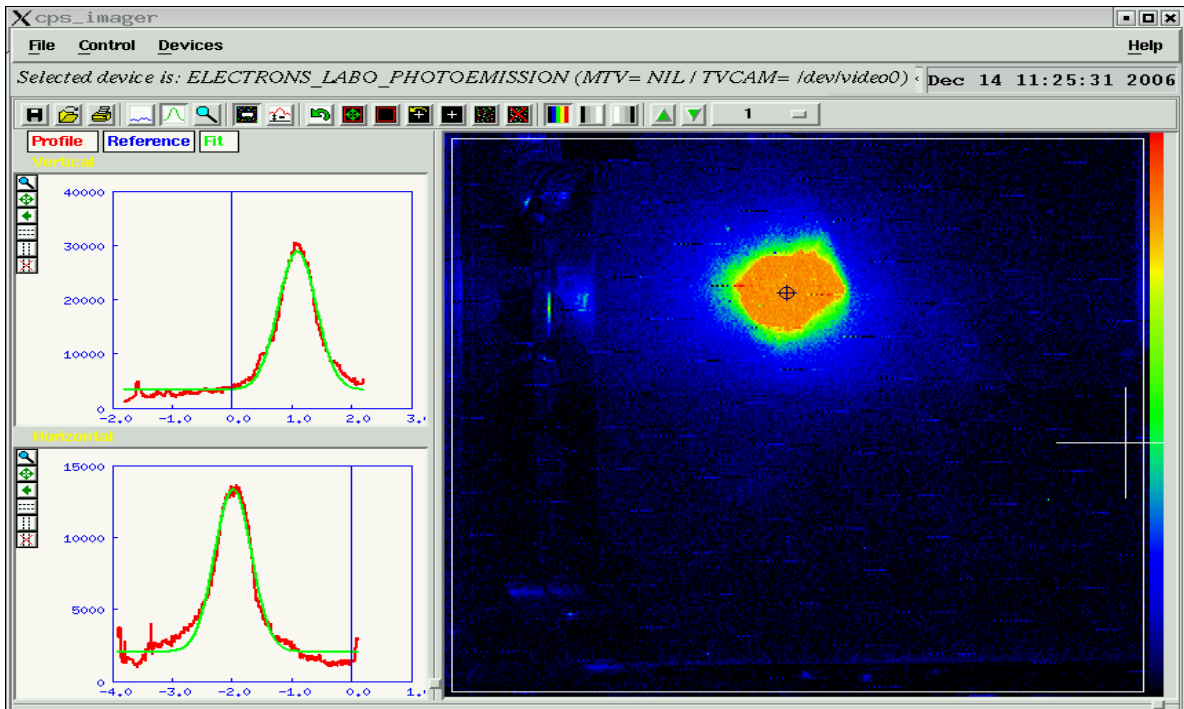 cps_imager
File Control Devices Help
Selected device is: ELECTRONS_LABO_PHOTOEMISSION (MTV= NIL / TVCAM= /dev/video0) Dec 14 11:25:31 2006
1
Profile Reference Fit
Vertical
40000
30000
20000
10000
0
-2.0 -1.0 0.0 1.0 2.0 3.
Horizontal
15000
10000
5000
0
-4.0 -3.0 -2.0 -1.0 0.0 1.